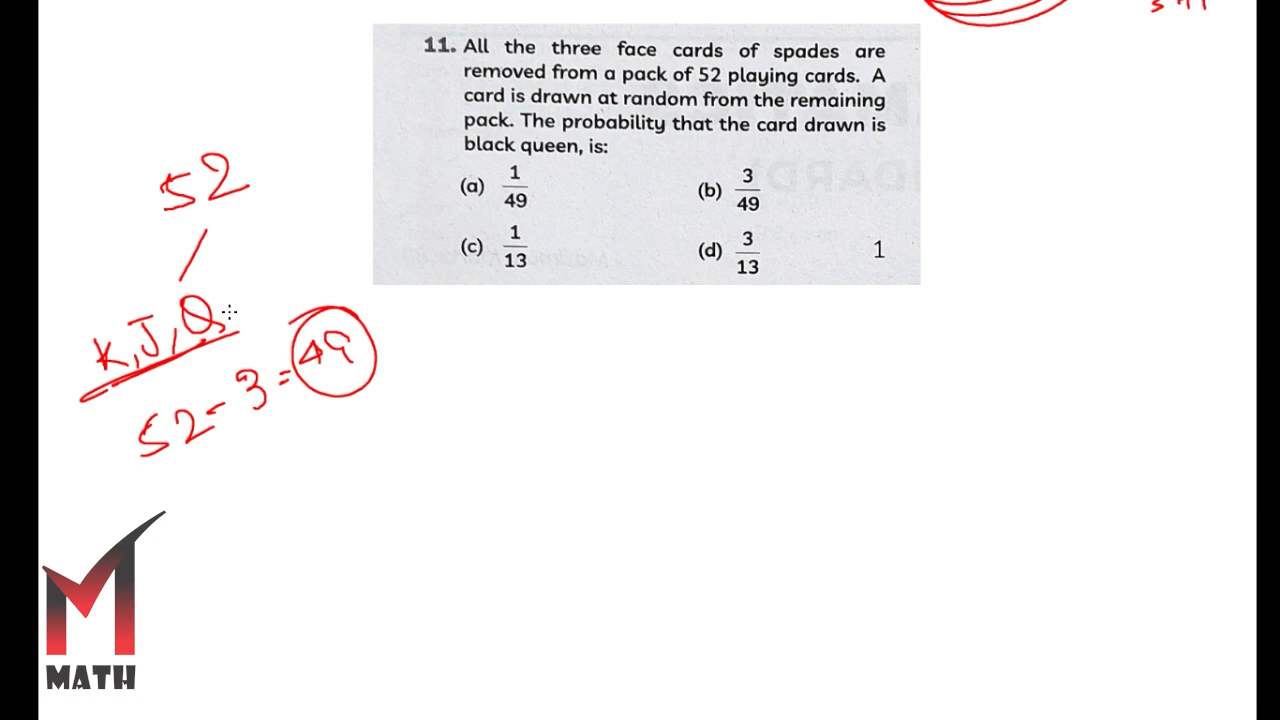 11. All the three face cards of spades are
removed from a pack of 52 playing cards. A
card is drawn at random from the remaining
pack. The probability that the card drawn is
black queen, is:
(a) 1/49 (b) 3/49
(c) 1/13 (d) 3/13 1
52
K, J, Q
52 - 3 = 49
MATH